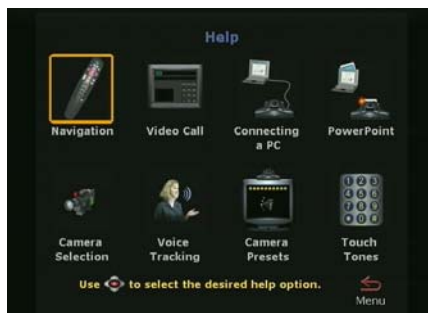 Help
Navigation
Video Call
Connecting
a PC
PowerPoint
Camera
Selection
Voice
Tracking
Camera
Presets
Touch
Tones
Use to select the desired help option.
Menu